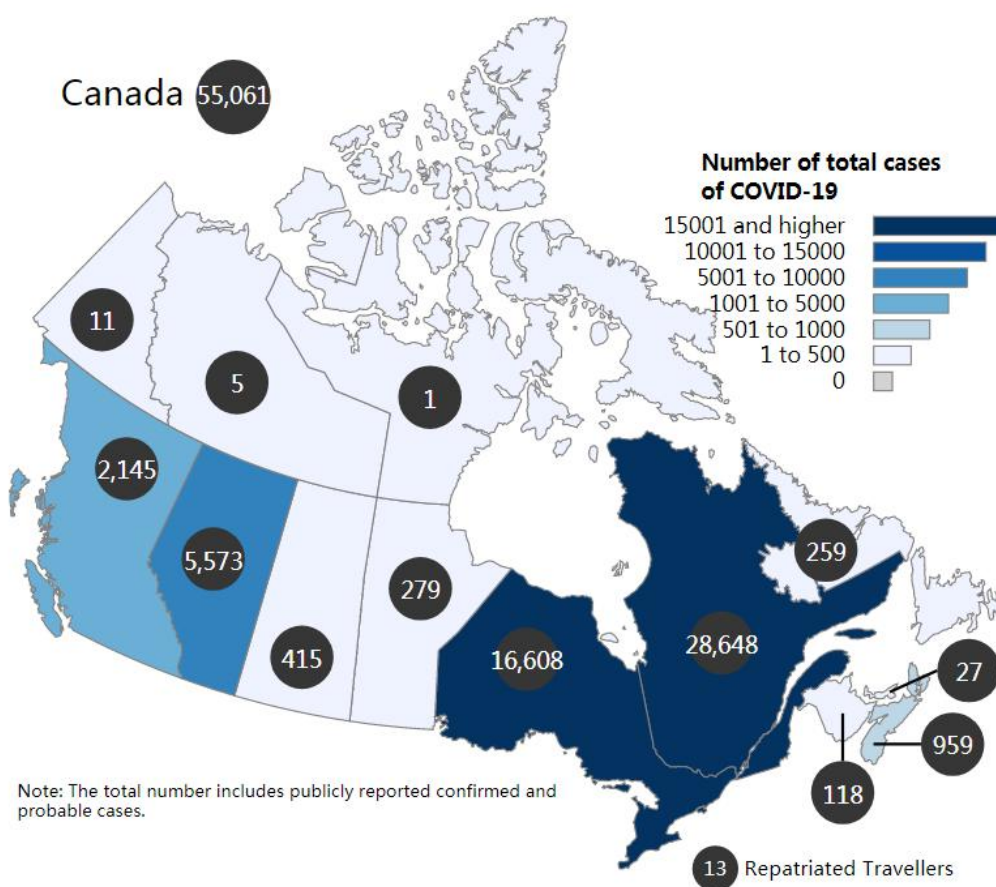 Canada 55,061
Number of total cases
of COVID-19
15001 and higher
10001 to 15000
5001 to 10000
1001 to 5000
501 to 1000
1 to 500
0
11
5
1
2,145
5,573
415
279
16,608
28,648
259
27
959
118
Note: The total number includes publicly reported confirmed and
probable cases.
13 Repatriated Travellers